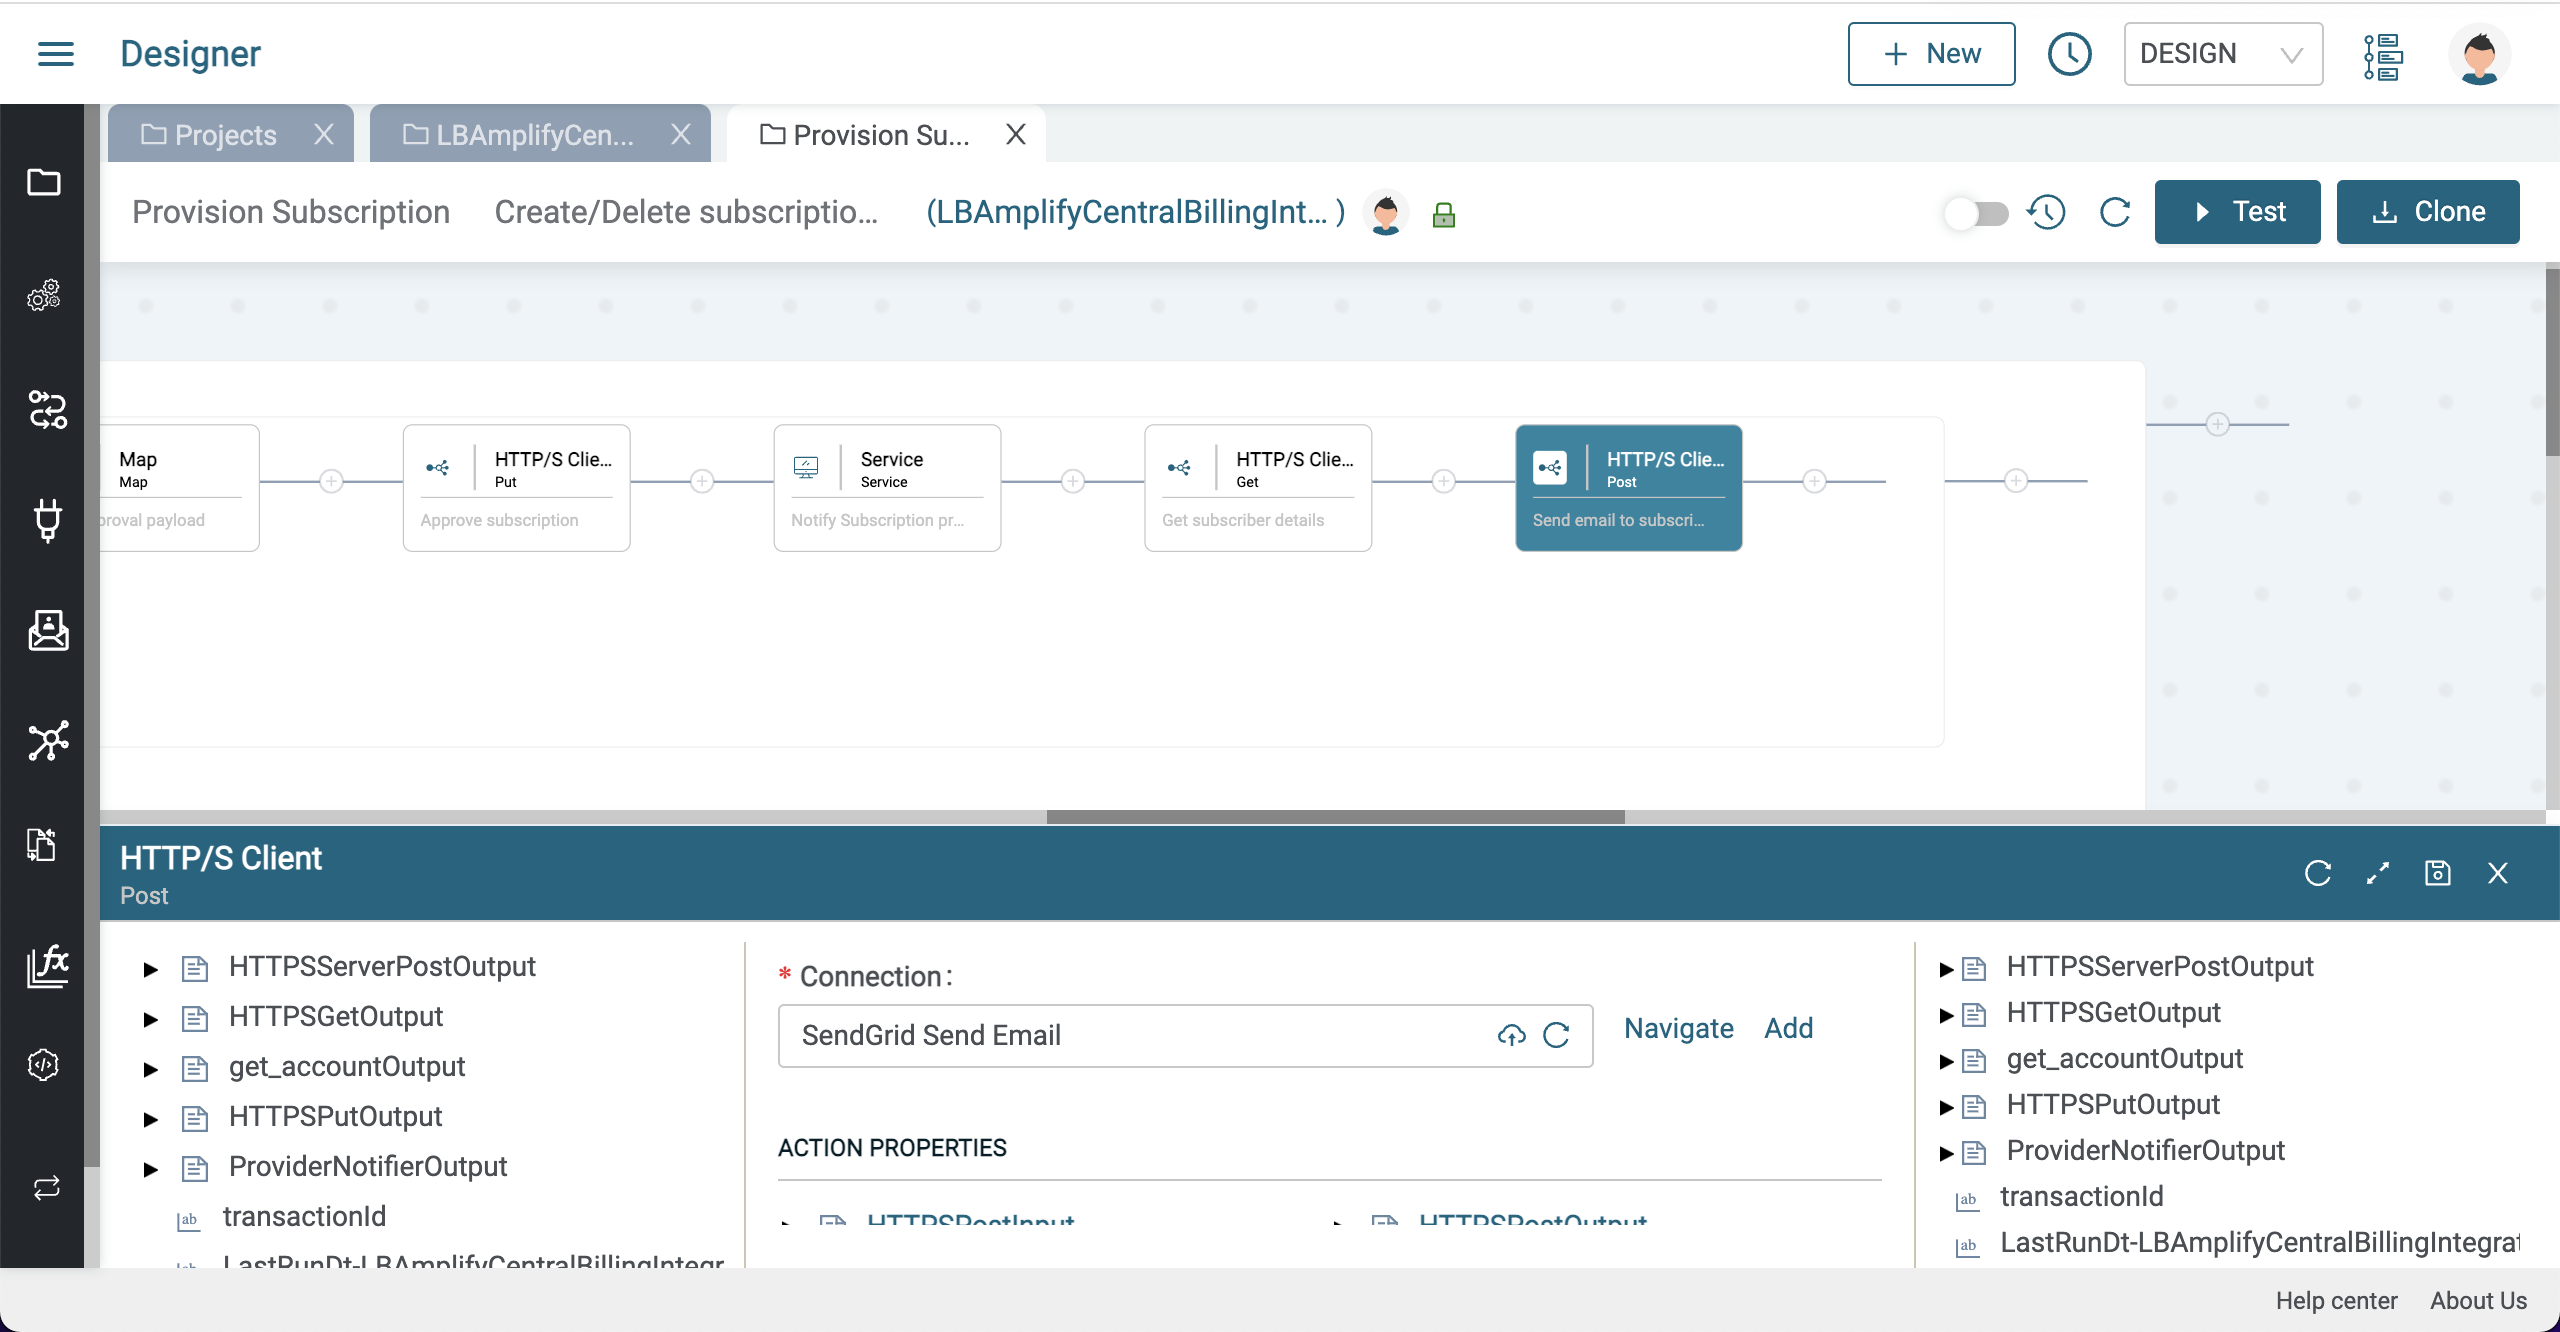 Designer
New
DESIGN
Projects
LBAmplifyCen...
Provision Su...
Provision Subscription
Create/Delete subscriptio...
(LBAmplifyCentralBillingInt... )
Test
Clone
Map
Map
roval payload
HTTP/S Clie...
Put
Approve subscription
Service
Service
Notify Subscription pr...
HTTP/S Clie...
Get
Get subscriber details
HTTP/S Clie...
Post
Send email to subscri...
HTTP/S Client
Post
HTTPSServerPostOutput
HTTPSGetOutput
get_accountOutput
HTTPSPutOutput
ProviderNotifierOutput
ab transactionId
LastRunDt-LBAmplifyCentralBillingIntegr
* Connection:
SendGrid Send Email
Navigate
Add
ACTION PROPERTIES
HTTPSPostInput
HTTPSPostOutput
HTTPSServerPostOutput
HTTPSGetOutput
get_accountOutput
HTTPSPutOutput
ProviderNotifierOutput
ab transactionId
ab LastRunDt-LBAmplifyCentralBillingIntegrat
Help center
About Us